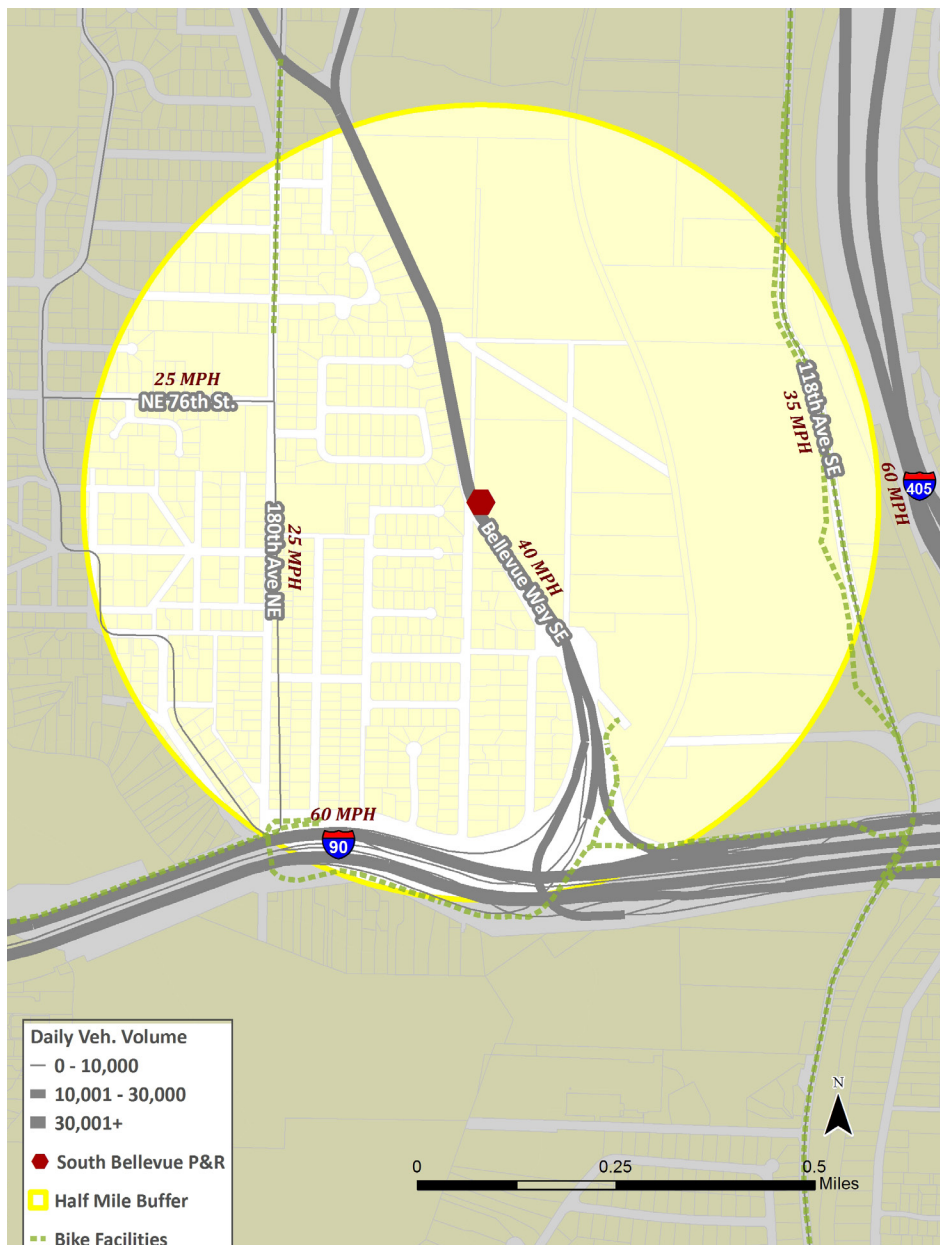 25 MPH
NE 76th St.
118th Ave. SE
35 MPH
60 MPH
405
180th Ave NE
25 MPH
Bellevue Way SE
40 MPH
60 MPH
90
Daily Veh. Volume
0 - 10,000
10,001 - 30,000
30,001+
South Bellevue P&R
Half Mile Buffer
Bike Facilities
N
0 0.25 0.5
Miles